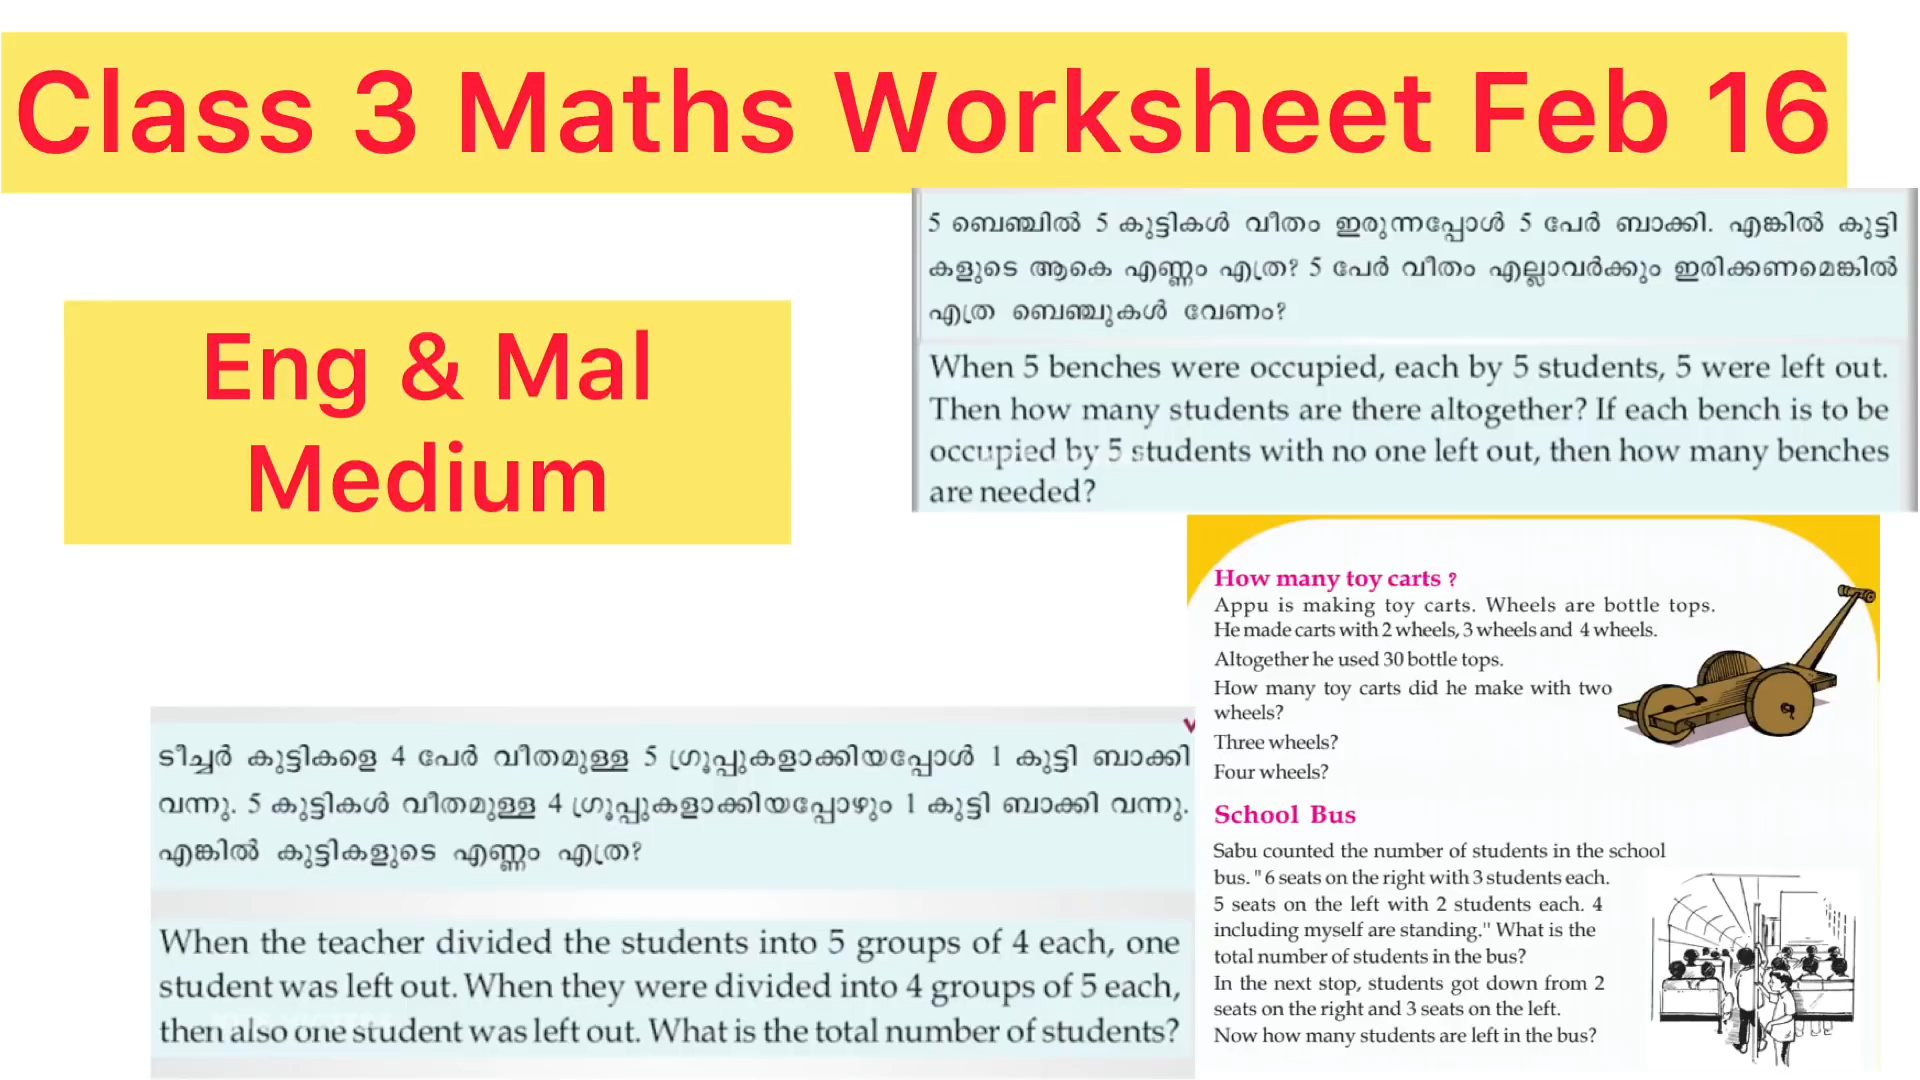 Class 3 Maths Worksheet Feb 16
Eng & Mal
Medium
5 ബെഞ്ചിൽ 5 കുട്ടികൾ വീതം ഇരുന്നപ്പോൾ 5 പേർ ബാക്കി. എങ്കിൽ കുട്ടി
കളുടെ ആകെ എണ്ണം എത്ര? 5 പേർ വീതം എല്ലാവർക്കും ഇരിക്കണമെങ്കിൽ
എത്ര ബെഞ്ചുകൾ വേണം?
When 5 benches were occupied, each by 5 students, 5 were left out.
Then how many students are there altogether? If each bench is to be
occupied by 5 students with no one left out, then how many benches
are needed?
How many toy carts ?
Appu is making toy carts. Wheels are bottle tops.
He made carts with 2 wheels, 3 wheels and 4 wheels.
Altogether he used 30 bottle tops.
How many toy carts did he make with two
wheels?
Three wheels?
Four wheels?
School Bus
Sabu counted the number of students in the school
bus. " 6 seats on the right with 3 students each.
5 seats on the left with 2 students each. 4
including myself are standing." What is the
total number of students in the bus?
In the next stop, students got down from 2
seats on the right and 3 seats on the left.
Now how many students are left in the bus?
ടീച്ചർ കുട്ടികളെ 4 പേർ വീതമുള്ള 5 ഗ്രൂപ്പുകളാക്കിയപ്പോൾ 1 കുട്ടി ബാക്കി
വന്നു. 5 കുട്ടികൾ വീതമുള്ള 4 ഗ്രൂപ്പുകളാക്കിയപ്പോഴും 1 കുട്ടി ബാക്കി വന്നു.
എങ്കിൽ കുട്ടികളുടെ എണ്ണം എത്ര?
When the teacher divided the students into 5 groups of 4 each, one
student was left out. When they were divided into 4 groups of 5 each,
then also one student was left out. What is the total number of students?